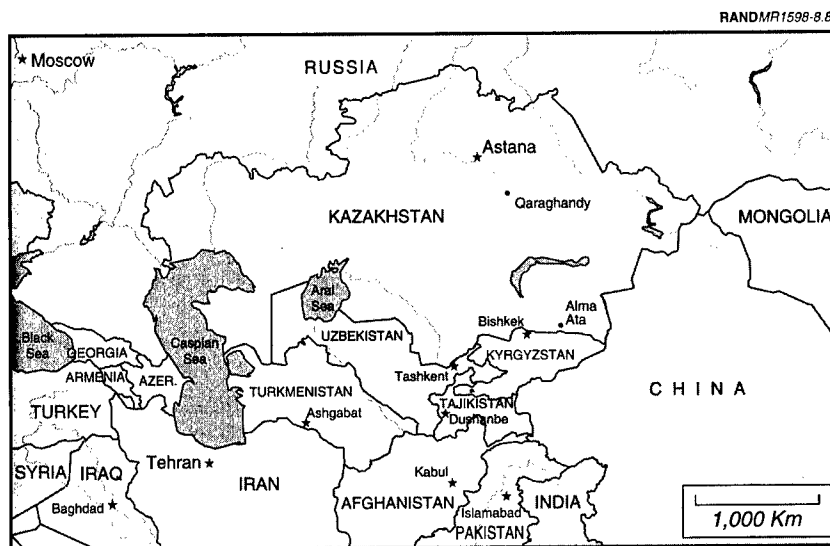 RANDMR1598-8.8
Moscow
RUSSIA
Astana
Qaraghandy
KAZAKHSTAN
MONGOLIA
Aral
Sea
Alma
Ata
Bishkek
Black
Sea
Caspian
Sea
UZBEKISTAN
GEORGIA
KYRGYZSTAN
ARMENIA
AZER.
Tashkent
CHINA
TURKMENISTAN
TAJIKISTAN
TURKEY
Ashgabat
Dushanbe
Tehran
SYRIA
IRAQ
IRAN
Kabul
AFGHANISTAN
INDIA
Baghdad
Islamabad
PAKISTAN
1,000 Km